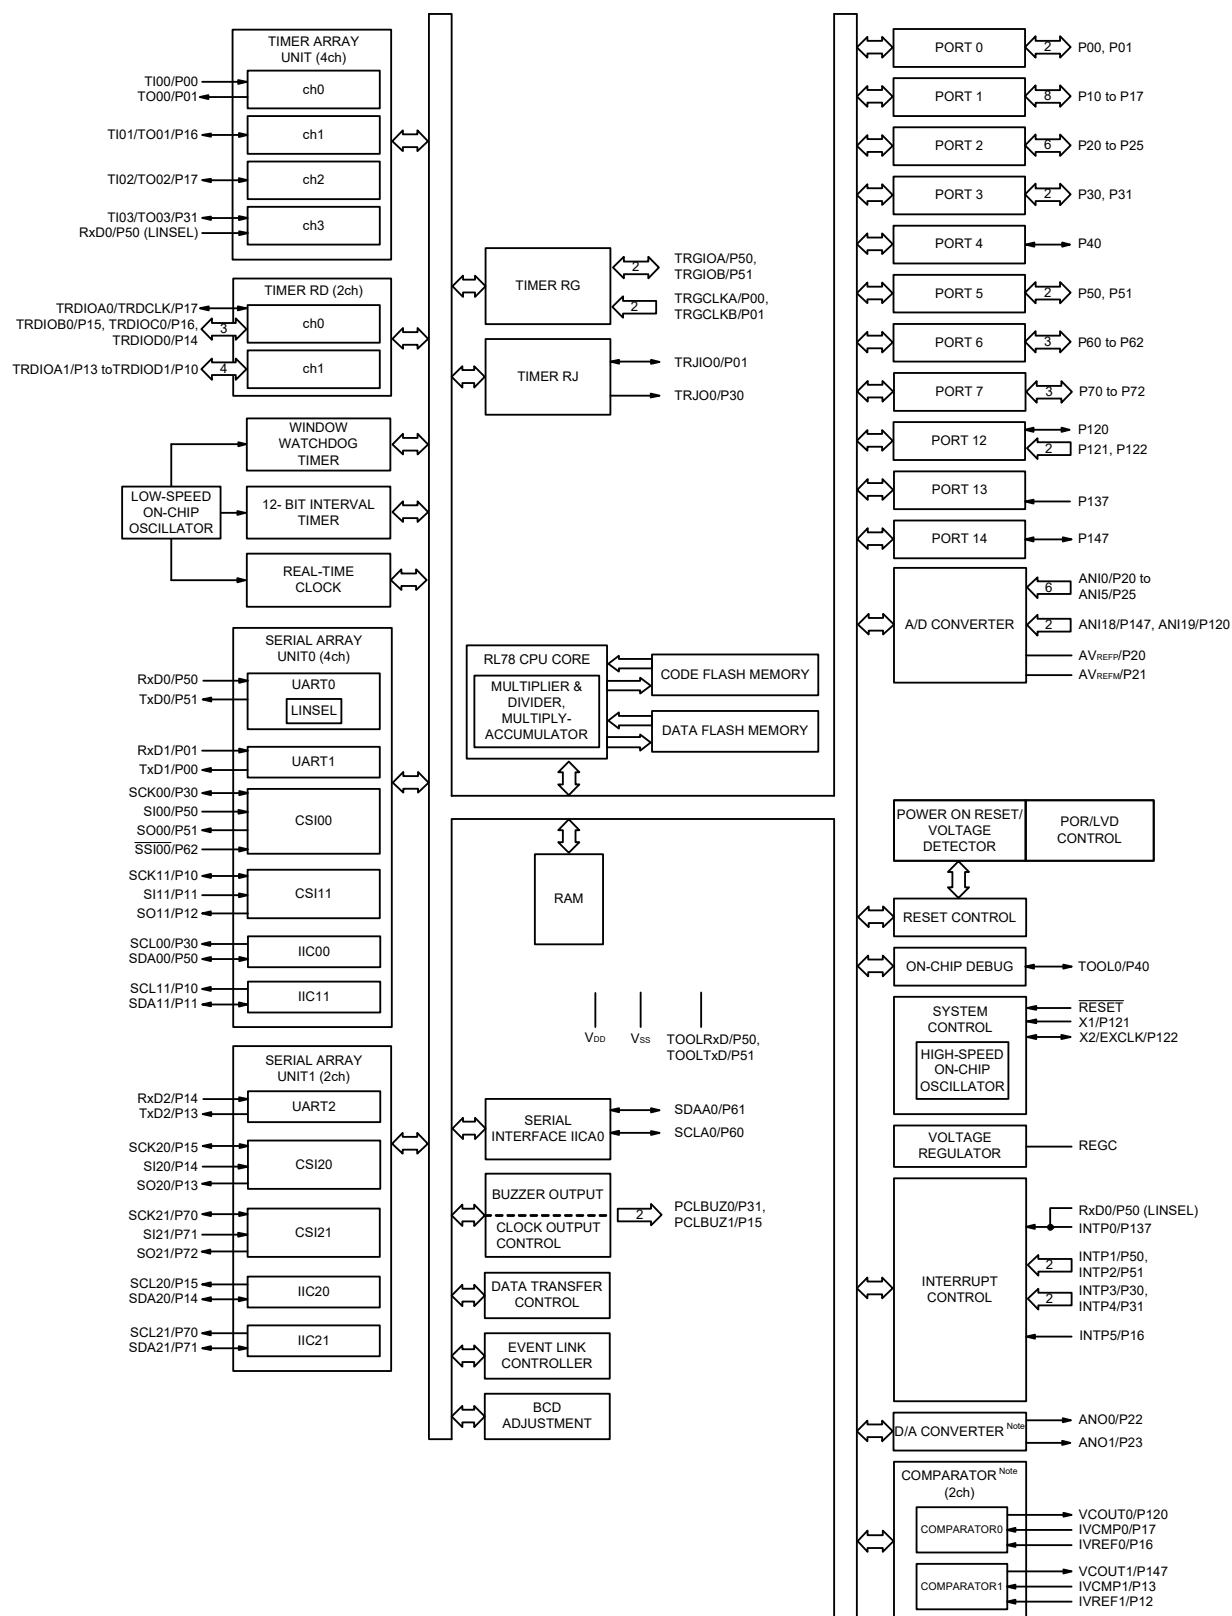 TIMER ARRAY
UNIT (4ch)
TI00/P00
TO00/P01
ch0
TI01/TO01/P16
ch1
TI02/TO02/P17
ch2
TI03/TO03/P31
RxD0/P50 (LINSEL)
ch3
TIMER RD (2ch)
TRDIOA0/TRDCLK/P17
TRDIOB0/P15, TRDIOC0/P16,
TRDIOD0/P14
3
ch0
TRDIOA1/P13 toTRDIOD1/P10
4
ch1
WINDOW
WATCHDOG
TIMER
LOW-SPEED
ON-CHIP
OSCILLATOR
12- BIT INTERVAL
TIMER
REAL-TIME
CLOCK
SERIAL ARRAY
UNIT0 (4ch)
RxD0/P50
TxD0/P51
UART0
LINSEL
RxD1/P01
TxD1/P00
UART1
SCK00/P30
SI00/P50
SO00/P51
SSI00/P62
CSI00
SCK11/P10
SI11/P11
SO11/P12
CSI11
SCL00/P30
SDA00/P50
IIC00
SCL11/P10
SDA11/P11
IIC11
SERIAL ARRAY
UNIT1 (2ch)
RxD2/P14
TxD2/P13
UART2
SCK20/P15
SI20/P14
SO20/P13
CSI20
SCK21/P70
SI21/P71
SO21/P72
CSI21
SCL20/P15
SDA20/P14
IIC20
SCL21/P70
SDA21/P71
IIC21
TIMER RG
2
TRGIOA/P50,
TRGIOB/P51
2
TRGCLKA/P00,
TRGCLKB/P01
TIMER RJ
TRJIO0/P01
TRJO0/P30
RL78 CPU CORE
MULTIPLIER &
DIVIDER,
MULTIPLY-
ACCUMULATOR
CODE FLASH MEMORY
DATA FLASH MEMORY
RAM
VDD
VSS
TOOLRxD/P50,
TOOLTxD/P51
SERIAL
INTERFACE IICA0
SDAA0/P61
SCLA0/P60
BUZZER OUTPUT
CLOCK OUTPUT
CONTROL
2
PCLBUZ0/P31,
PCLBUZ1/P15
DATA TRANSFER
CONTROL
EVENT LINK
CONTROLLER
BCD
ADJUSTMENT
PORT 0
2
P00, P01
PORT 1
8
P10 to P17
PORT 2
6
P20 to P25
PORT 3
2
P30, P31
PORT 4
P40
PORT 5
2
P50, P51
PORT 6
3
P60 to P62
PORT 7
3
P70 to P72
PORT 12
P120
2
P121, P122
PORT 13
P137
PORT 14
P147
A/D CONVERTER
6
ANI0/P20 to
ANI5/P25
2
ANI18/P147, ANI19/P120
AVREFP/P20
AVREFM/P21
POWER ON RESET/
VOLTAGE
DETECTOR
POR/LVD
CONTROL
RESET CONTROL
ON-CHIP DEBUG
TOOL0/P40
SYSTEM
CONTROL
HIGH-SPEED
ON-CHIP
OSCILLATOR
RESET
X1/P121
X2/EXCLK/P122
VOLTAGE
REGULATOR
REGC
INTERRUPT
CONTROL
RxD0/P50 (LINSEL)
INTP0/P137
2
INTP1/P50,
INTP2/P51
2
INTP3/P30,
INTP4/P31
INTP5/P16
D/A CONVERTER Note
ANO0/P22
ANO1/P23
COMPARATOR Note
(2ch)
COMPARATOR0
VCOUT0/P120
IVCMP0/P17
IVREF0/P16
COMPARATOR1
VCOUT1/P147
IVCMP1/P13
IVREF1/P12